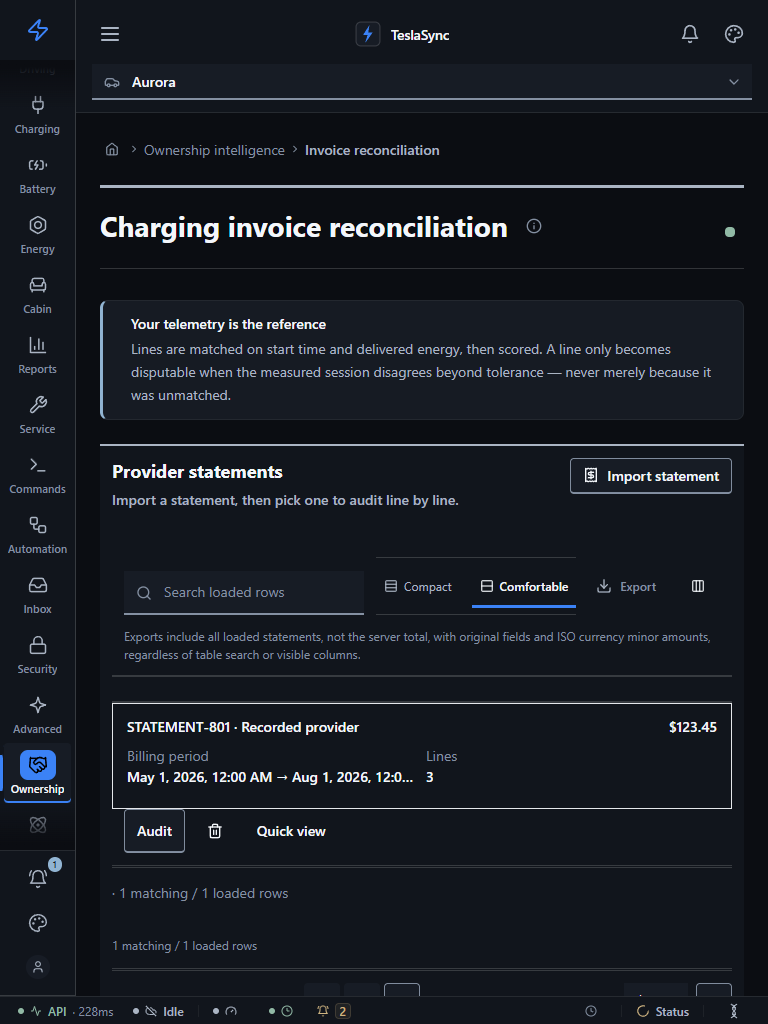 TeslaSync
Aurora
Driving
Charging
Battery
Energy
Cabin
Reports
Service
Commands
Automation
Inbox
Security
Advanced
Ownership
1
Ownership intelligence
Invoice reconciliation
Charging invoice reconciliation
Your telemetry is the reference
Lines are matched on start time and delivered energy, then scored. A line only becomes
disputable when the measured session disagrees beyond tolerance — never merely because it
was unmatched.
Provider statements
Import statement
Import a statement, then pick one to audit line by line.
Search loaded rows
Compact
Comfortable
Export
Exports include all loaded statements, not the server total, with original fields and ISO currency minor amounts,
regardless of table search or visible columns.
STATEMENT-801 · Recorded provider
$123.45
Billing period
Lines
May 1, 2026, 12:00 AM → Aug 1, 2026, 12:0...
3
Audit
Quick view
· 1 matching / 1 loaded rows
1 matching / 1 loaded rows
API · 228ms
Idle
2
Status